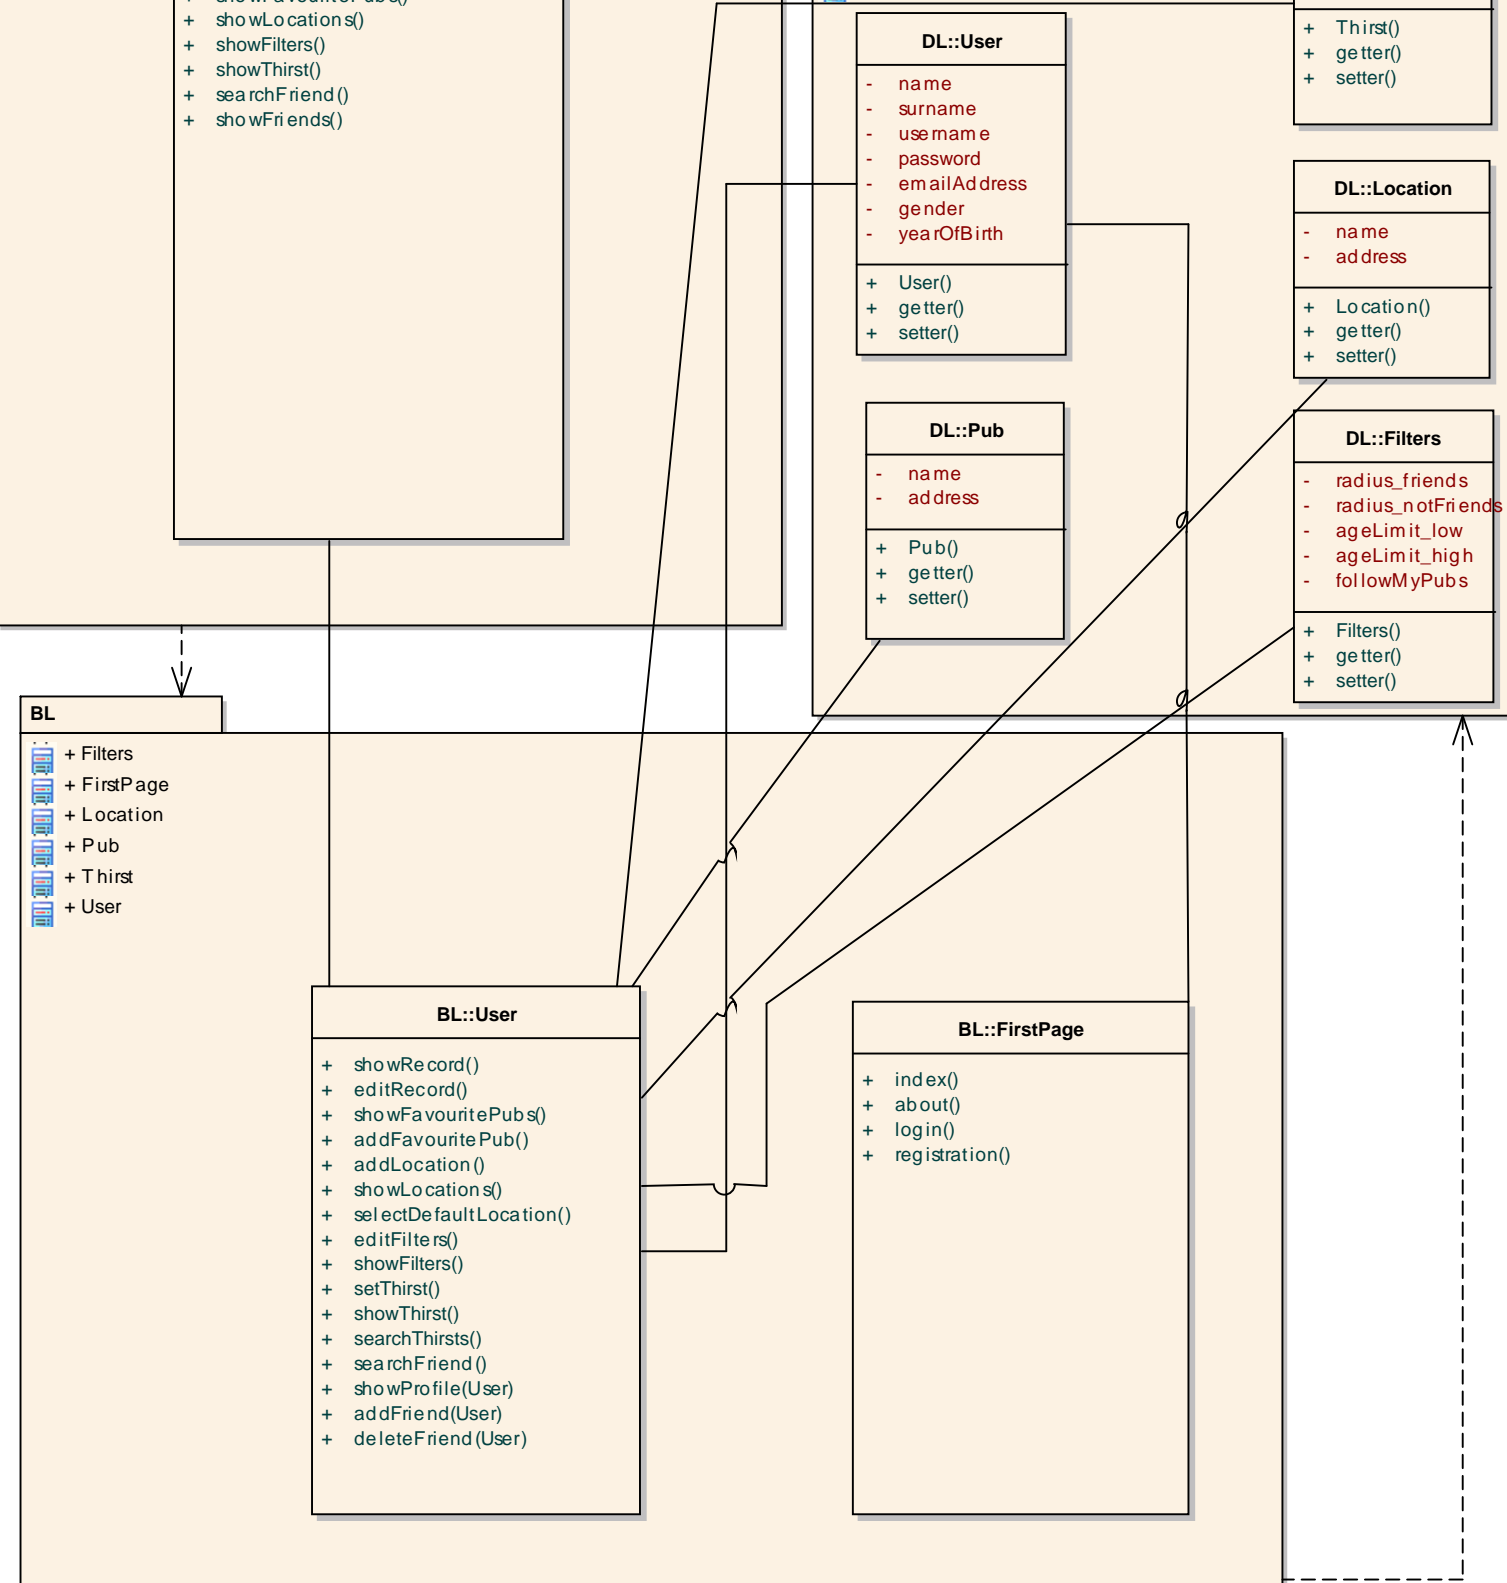 + showLocations()
+ showFilters()
+ showThirst()
+ searchFriend()
+ showFriends()
DL::User
- name
- surname
- username
- password
- emailAddress
- gender
- yearOfBirth
+ User()
+ getter()
+ setter()
+ Thirst()
+ getter()
+ setter()
DL::Location
- name
- address
+ Location()
+ getter()
+ setter()
DL::Pub
- name
- address
+ Pub()
+ getter()
+ setter()
DL::Filters
- radius_friends
- radius_notFriends
- ageLimit_low
- ageLimit_high
- followMyPubs
+ Filters()
+ getter()
+ setter()
BL
+ Filters
+ FirstPage
+ Location
+ Pub
+ Thirst
+ User
BL::User
+ showRecord()
+ editRecord()
+ showFavouritePubs()
+ addFavouritePub()
+ addLocation()
+ showLocations()
+ selectDefaultLocation()
+ editFilters()
+ showFilters()
+ setThirst()
+ showThirst()
+ searchThirsts()
+ searchFriend()
+ showProfile(User)
+ addFriend(User)
+ deleteFriend(User)
BL::FirstPage
+ index()
+ about()
+ login()
+ registration()